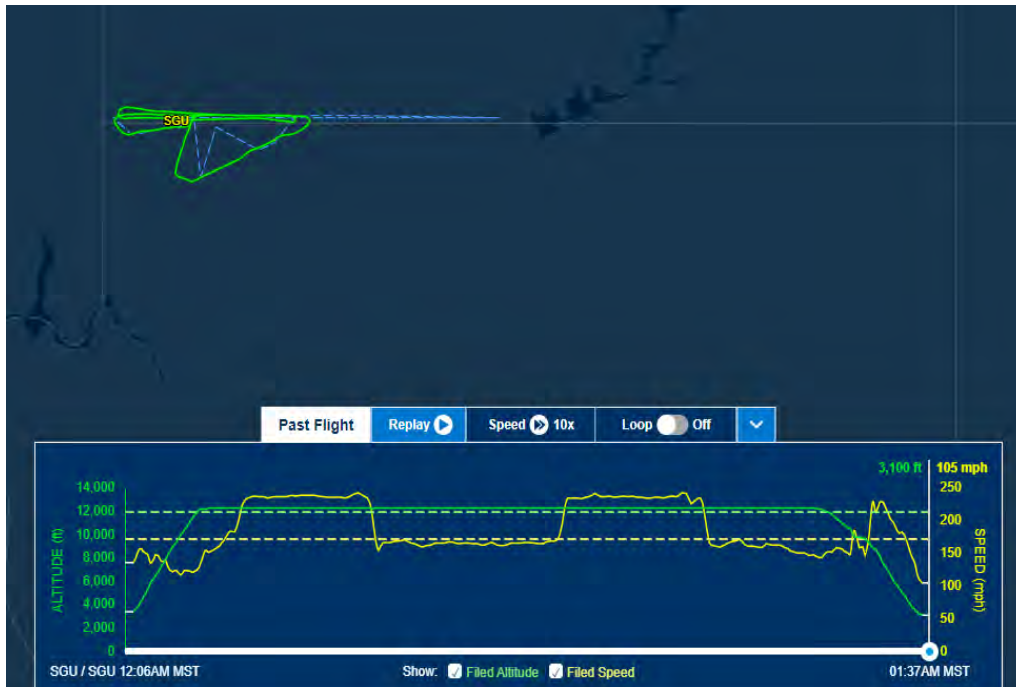 SGU
Past Flight Replay Speed 10x Loop Off
3,100 ft 105 mph
14,000 250
12,000
200
10,000
8,000 150
6,000
100
4,000
50
2,000
0 0
ALTITUDE (ft)
SPEED (mph)
SGU / SGU 12:06AM MST Show: Filed Altitude Filed Speed 01:37AM MST